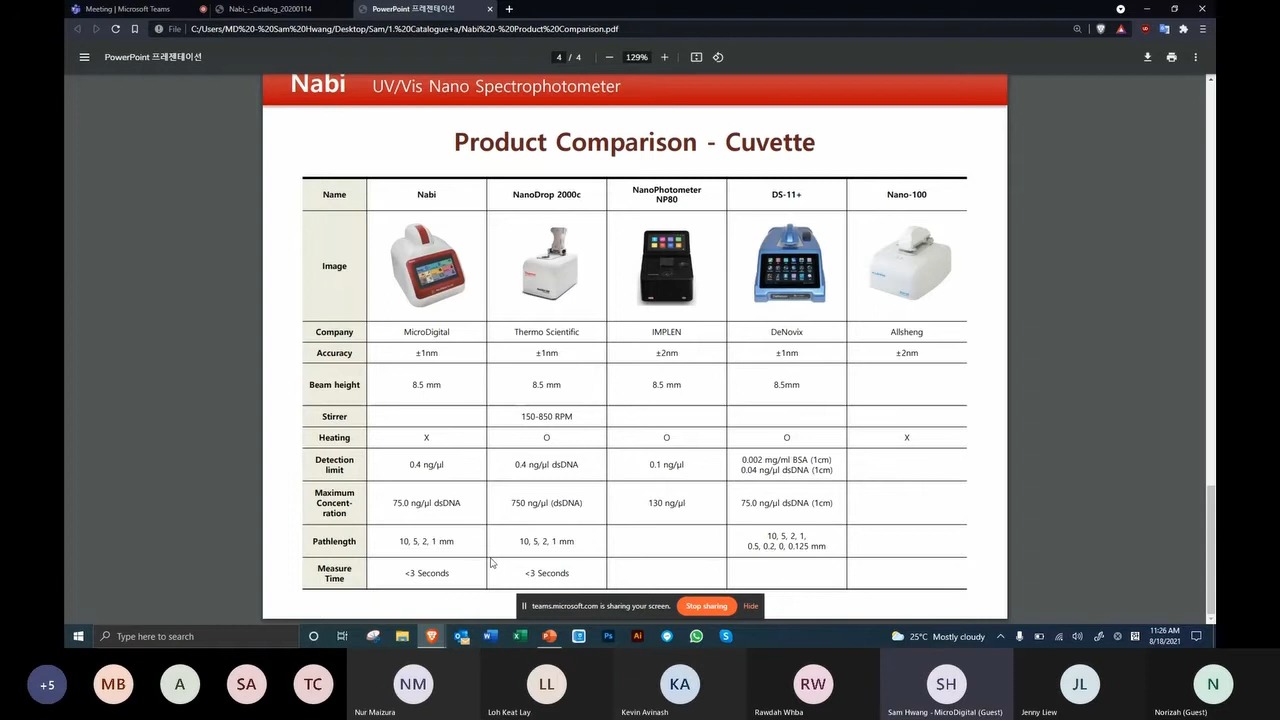 Meeting | Microsoft Teams
Nabi_-_Catalog_20200114
PowerPoint 프레젠테이션
File
C:/Users/MD%20-%20Sam%20Hwang/Desktop/Sam/1.%20Catalogue+a/Nabi%20-%20Product%20Comparison.pdf
PowerPoint 프레젠테이션
4 / 4
129%
Nabi UV/Vis Nano Spectrophotometer
Product Comparison - Cuvette
Name Nabi NanoDrop 2000c NanoPhotometer NP80 DS-11+ Nano-100
Image
Company MicroDigital Thermo Scientific IMPLEN DeNovix Allsheng
Accuracy ±1nm ±1nm ±2nm ±1nm ±2nm
Beam height 8.5 mm 8.5 mm 8.5 mm 8.5mm
Stirrer 150-850 RPM
Heating X O O O X
Detection limit 0.4 ng/µl 0.4 ng/µl dsDNA 0.1 ng/µl 0.002 mg/ml BSA (1cm) 0.04 ng/µl dsDNA (1cm)
Maximum Concent-ration 75.0 ng/µl dsDNA 750 ng/µl (dsDNA) 130 ng/µl 75.0 ng/µl dsDNA (1cm)
Pathlength 10, 5, 2, 1 mm 10, 5, 2, 1 mm 10, 5, 2, 1, 0.5, 0.2, 0, 0.125 mm
Measure Time <3 Seconds <3 Seconds
teams.microsoft.com is sharing your screen. Stop sharing Hide
Type here to search
25°C Mostly cloudy
11:26 AM
8/18/2021
+5 MB A SA TC NM LL KA RW SH JL N
Nur Maizura Loh Keat Lay Kevin Avinash Rawdah Whba Sam Hwang - MicroDigital (Guest) Jenny Liew (Guest) Norizah (Guest)